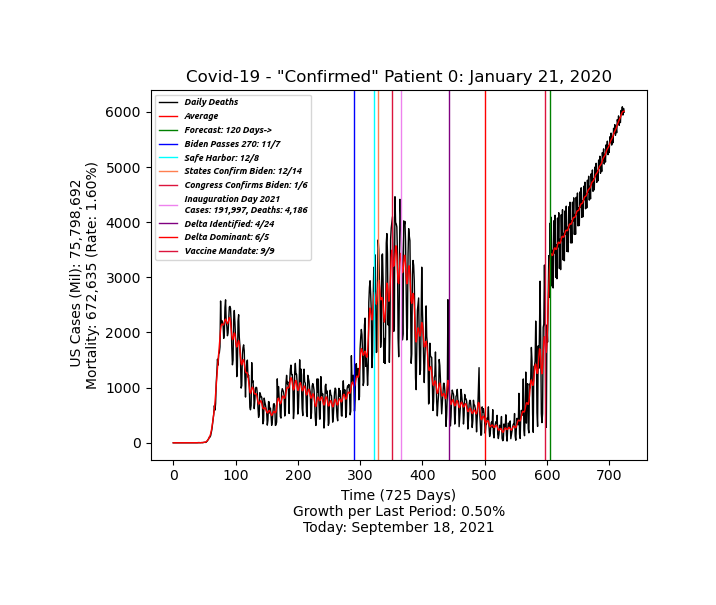 Covid-19 - "Confirmed" Patient 0: January 21, 2020
Daily Deaths
Average
Forecast: 120 Days->
Biden Passes 270: 11/7
Safe Harbor: 12/8
States Confirm Biden: 12/14
Congress Confirms Biden: 1/6
Inauguration Day 2021
Cases: 191,997, Deaths: 4,186
Delta Identified: 4/24
Delta Dominant: 6/5
Vaccine Mandate: 9/9
US Cases (Mil): 75,798,692
Mortality: 672,635 (Rate: 1.60%)
6000
5000
4000
3000
2000
1000
0
0 100 200 300 400 500 600 700
Time (725 Days)
Growth per Last Period: 0.50%
Today: September 18, 2021